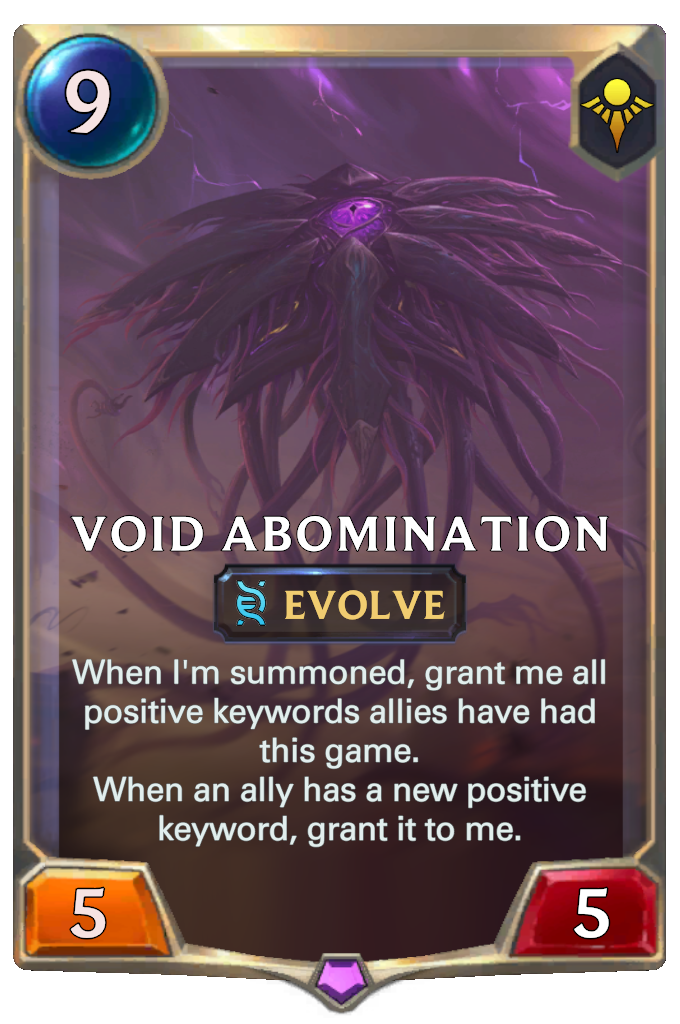 9
VOID ABOMINATION
EVOLVE
When I'm summoned, grant me all
positive keywords allies have had
this game.
When an ally has a new positive
keyword, grant it to me.
5
5